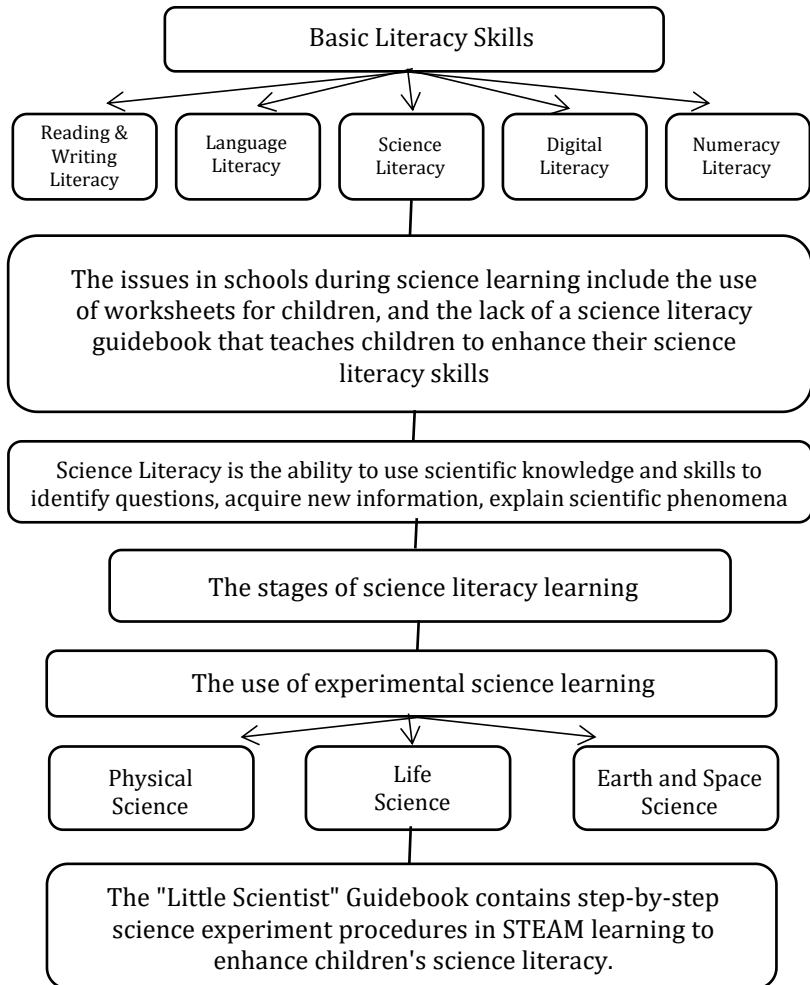 Basic Literacy Skills
Reading &
Writing
Literacy
Language
Literacy
Science
Literacy
Digital
Literacy
Numeracy
Literacy
The issues in schools during science learning include the use
of worksheets for children, and the lack of a science literacy
guidebook that teaches children to enhance their science
literacy skills
Science Literacy is the ability to use scientific knowledge and skills to
identify questions, acquire new information, explain scientific phenomena
The stages of science literacy learning
The use of experimental science learning
Physical
Science
Life
Science
Earth and Space
Science
The "Little Scientist" Guidebook contains step-by-step
science experiment procedures in STEAM learning to
enhance children's science literacy.